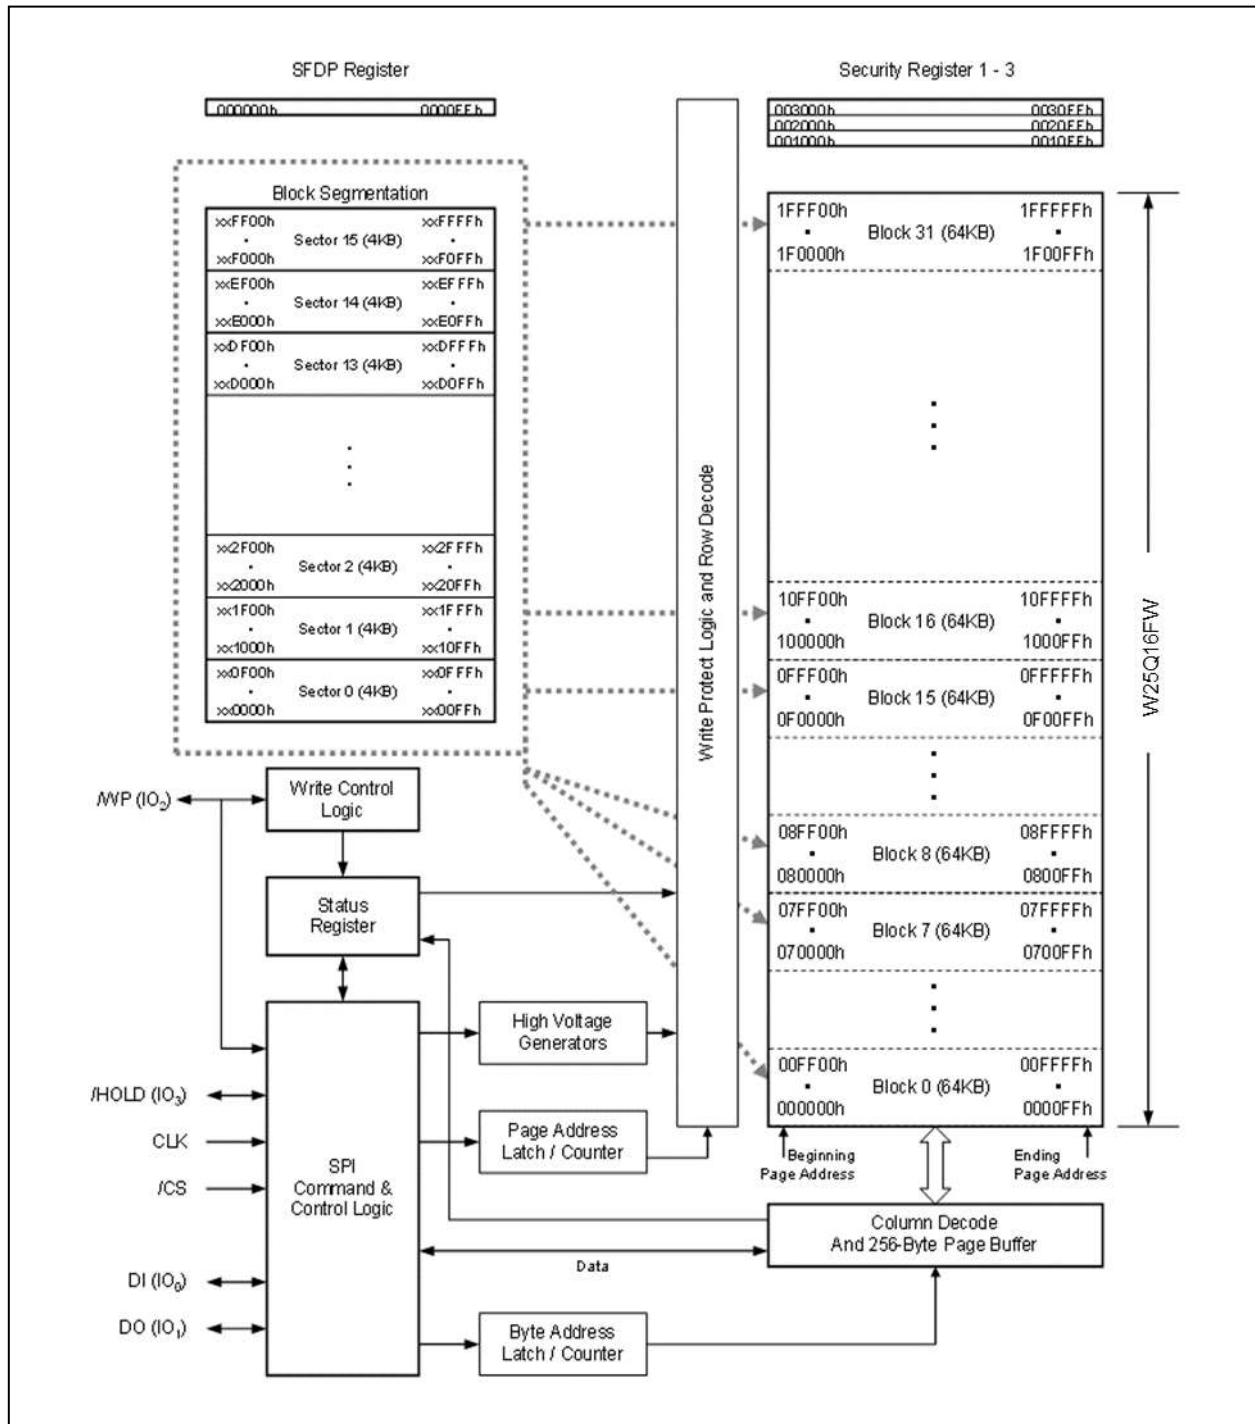 SFDP Register
000000h 0000FFh
Security Register 1 - 3
003000h 0030FFh
002000h 0020FFh
001000h 0010FFh
Block Segmentation
xxFF00h xxFFFFh
Sector 15 (4KB)
xxF000h xxF0FFh
xxEF00h xxEFFFh
Sector 14 (4KB)
xxE000h xxE0FFh
xxDF00h xxDFFFh
Sector 13 (4KB)
xxD000h xxD0FFh
xx2F00h xx2FFFh
Sector 2 (4KB)
xx2000h xx20FFh
xx1F00h xx1FFFh
Sector 1 (4KB)
xx1000h xx10FFh
xx0F00h xx0FFFh
Sector 0 (4KB)
xx0000h xx00FFh
Write Protect Logic and Row Decode
1FFF00h 1FFFFFh
Block 31 (64KB)
1F0000h 1F00FFh
10FF00h 10FFFFh
Block 16 (64KB)
100000h 1000FFh
0FFF00h 0FFFFFh
Block 15 (64KB)
0F0000h 0F00FFh
08FF00h 08FFFFh
Block 8 (64KB)
080000h 0800FFh
07FF00h 07FFFFh
Block 7 (64KB)
070000h 0700FFh
00FF00h 00FFFFh
Block 0 (64KB)
000000h 0000FFh
W25Q16FW
Beginning
Page Address
Ending
Page Address
/WP (IO₂)
Write Control
Logic
Status
Register
High Voltage
Generators
/HOLD (IO₃)
CLK
/CS
DI (IO₀)
DO (IO₁)
SPI
Command &
Control Logic
Page Address
Latch / Counter
Column Decode
And 256-Byte Page Buffer
Data
Byte Address
Latch / Counter